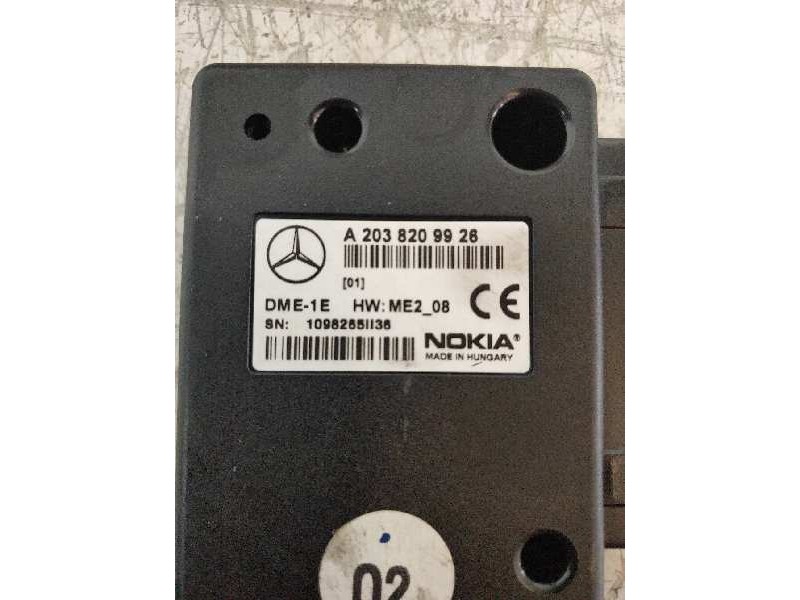 A 203 820 99 26
[01]
DME-1E HW: ME2_08 CE
SN: 1098265II36
NOKIA®
MADE IN HUNGARY
02